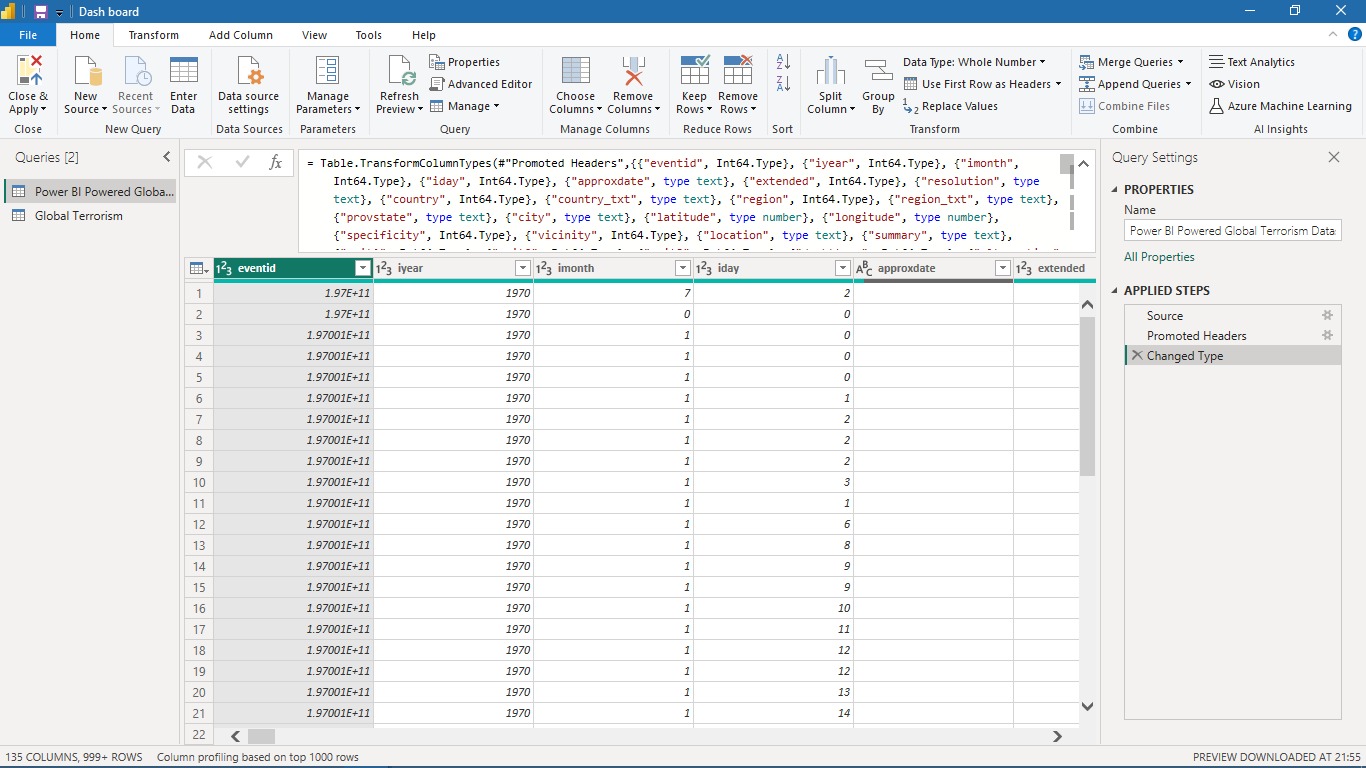 Dash board
File Home Transform Add Column View Tools Help
Close & Apply
New Source
Recent Sources
Enter Data
Data source settings
Manage Parameters
Refresh Preview
Properties
Advanced Editor
Manage
Choose Columns
Remove Columns
Keep Rows
Remove Rows
Split Column
Group By
Data Type: Whole Number
Use First Row as Headers
Replace Values
Merge Queries
Append Queries
Combine Files
Text Analytics
Vision
Azure Machine Learning
Close New Query Data Sources Parameters Query Manage Columns Reduce Rows Sort Transform Combine AI Insights
Queries [2]
Power BI Powered Globa...
Global Terrorism
fx
= Table.TransformColumnTypes(#"Promoted Headers",{{"eventid", Int64.Type}, {"iyear", Int64.Type}, {"imonth",
Int64.Type}, {"iday", Int64.Type}, {"approxdate", type text}, {"extended", Int64.Type}, {"resolution", type
text}, {"country", Int64.Type}, {"country_txt", type text}, {"region", Int64.Type}, {"region_txt", type text},
{"provstate", type text}, {"city", type text}, {"latitude", type number}, {"longitude", type number},
{"specificity", Int64.Type}, {"vicinity", Int64.Type}, {"location", type text}, {"summary", type text},
123 eventid 123 iyear 123 imonth 123 iday ABC approxdate 123 extended
1 1.97E+11 1970 7 2
2 1.97E+11 1970 0 0
3 1.97001E+11 1970 1 0
4 1.97001E+11 1970 1 0
5 1.97001E+11 1970 1 0
6 1.97001E+11 1970 1 1
7 1.97001E+11 1970 1 2
8 1.97001E+11 1970 1 2
9 1.97001E+11 1970 1 2
10 1.97001E+11 1970 1 3
11 1.97001E+11 1970 1 1
12 1.97001E+11 1970 1 6
13 1.97001E+11 1970 1 8
14 1.97001E+11 1970 1 9
15 1.97001E+11 1970 1 9
16 1.97001E+11 1970 1 10
17 1.97001E+11 1970 1 11
18 1.97001E+11 1970 1 12
19 1.97001E+11 1970 1 12
20 1.97001E+11 1970 1 13
21 1.97001E+11 1970 1 14
22
Query Settings
PROPERTIES
Name
Power BI Powered Global Terrorism Data
All Properties
APPLIED STEPS
Source
Promoted Headers
Changed Type
135 COLUMNS, 999+ ROWS Column profiling based on top 1000 rows PREVIEW DOWNLOADED AT 21:55